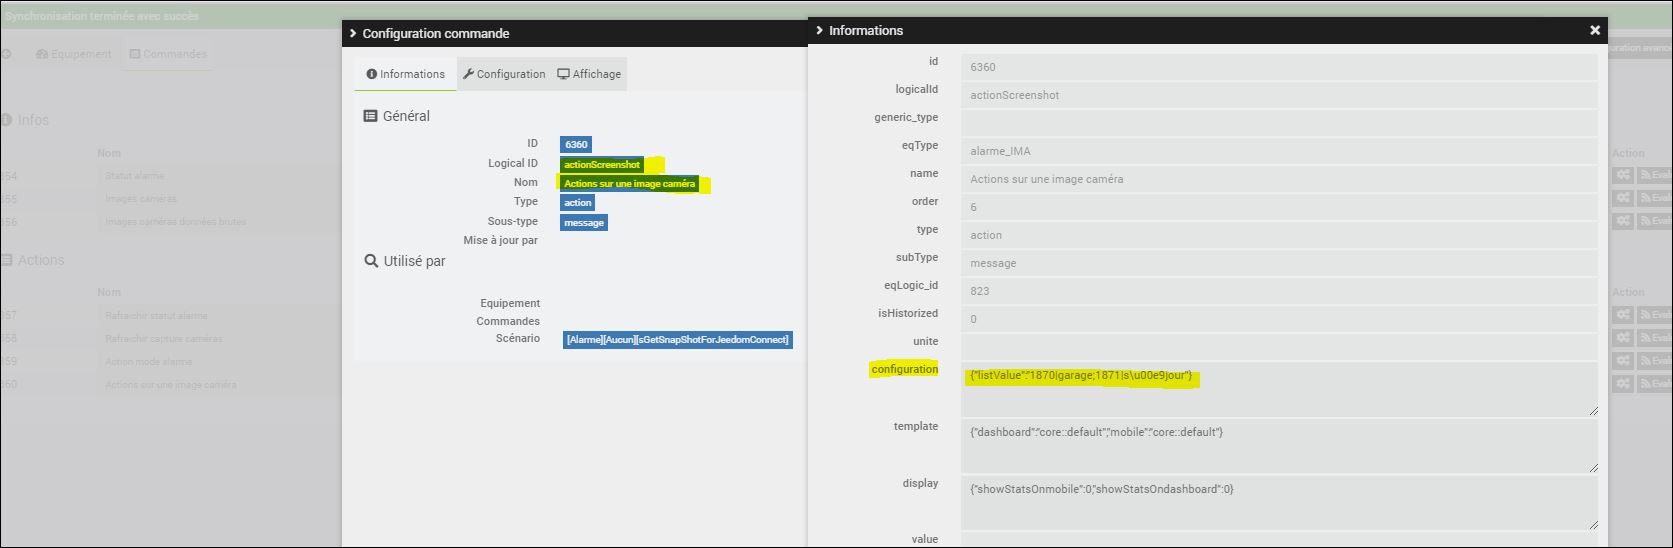 Synchronisation terminée avec succès
Equipement
Commandes
uration avancé
Infos
Nom
Action
354
Statut alarme
Evalu
355
Images caméras
Evalu
356
Images caméras données brutes
Evalu
Actions
Nom
Action
357
Rafraichir statut alarme
358
Rafraichir capture caméras
359
Action mode alarme
360
Actions sur une image caméra
Configuration commande
Informations
Configuration
Affichage
Général
ID
6360
Logical ID
actionScreenshot
Nom
Actions sur une image caméra
Type
action
Sous-type
message
Mise à jour par
Utilisé par
Equipement
Commandes
Scénario
[Alarme][Aucun][sGetSnapShotForJeedomConnect]
Informations
id
6360
logicalId
actionScreenshot
generic_type
eqType
alarme_IMA
name
Actions sur une image caméra
order
6
type
action
subType
message
eqLogic_id
823
isHistorized
0
unite
configuration
{"listValue":"1870|garage;1871|s\u00e9jour"}
template
{"dashboard":"core::default","mobile":"core::default"}
display
{"showStatsOnmobile":0,"showStatsOndashboard":0}
value